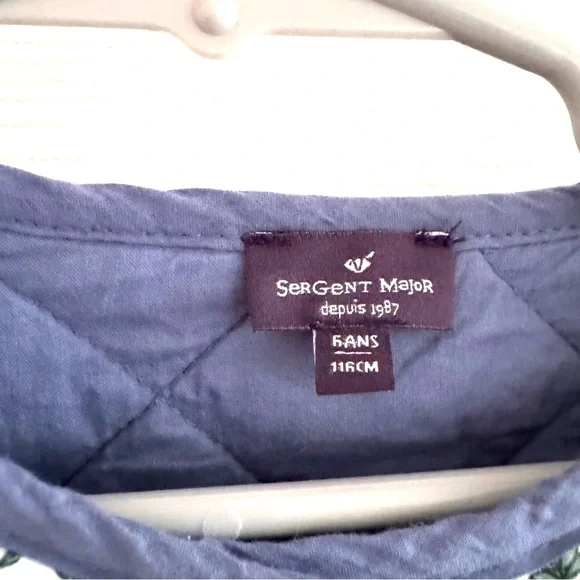 SerGent Major
depuis 1987
6ANS
116CM